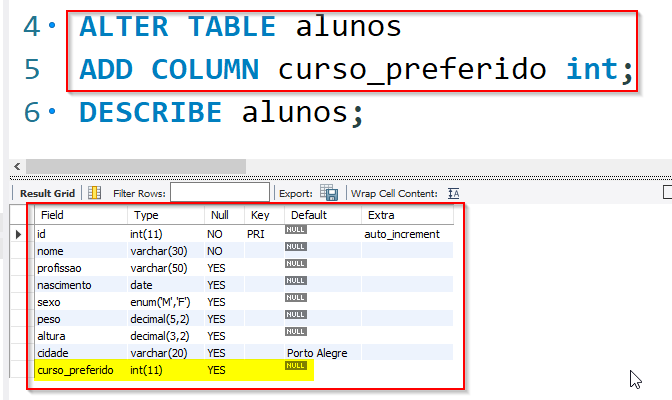 4 ALTER TABLE alunos
5 ADD COLUMN curso_preferido int;
6 DESCRIBE alunos;
Result Grid Filter Rows: Export: Wrap Cell Content: IA
Field Type Null Key Default Extra
id int(11) NO PRI NULL auto_increment
nome varchar(30) NO NULL
profissao varchar(50) YES NULL
nascimento date YES NULL
sexo enum('M','F') YES NULL
peso decimal(5,2) YES NULL
altura decimal(3,2) YES NULL
cidade varchar(20) YES Porto Alegre
curso_preferido int(11) YES NULL